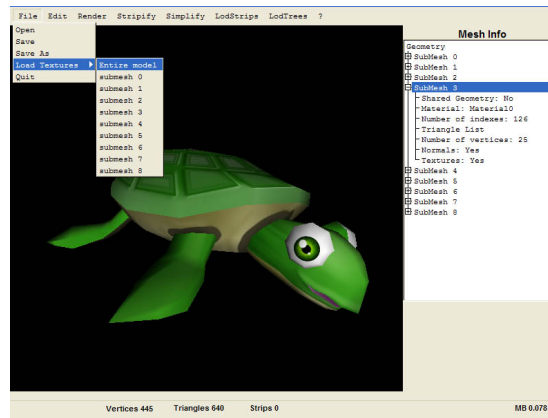 File Edit Render Stripify Simplify LodStrips LodTrees ?
Open
Save
Save As
Load Textures
Quit
Entire model
submesh 0
submesh 1
submesh 2
submesh 3
submesh 4
submesh 5
submesh 6
submesh 7
submesh 8
Mesh Info
Geometry
SubMesh 0
SubMesh 1
SubMesh 2
SubMesh 3
Shared Geometry: No
Material: Material0
Number of indexes: 126
Triangle List
Number of vertices: 25
Normals: Yes
Textures: Yes
SubMesh 4
SubMesh 5
SubMesh 6
SubMesh 7
SubMesh 8
Vertices 445 Triangles 640 Strips 0 MB 0.078